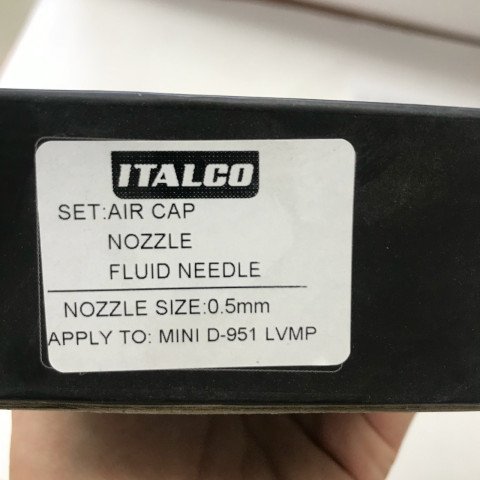 ITALCO
SET:AIR CAP
NOZZLE
FLUID NEEDLE
NOZZLE SIZE:0.5mm
APPLY TO: MINI D-951 LVMP